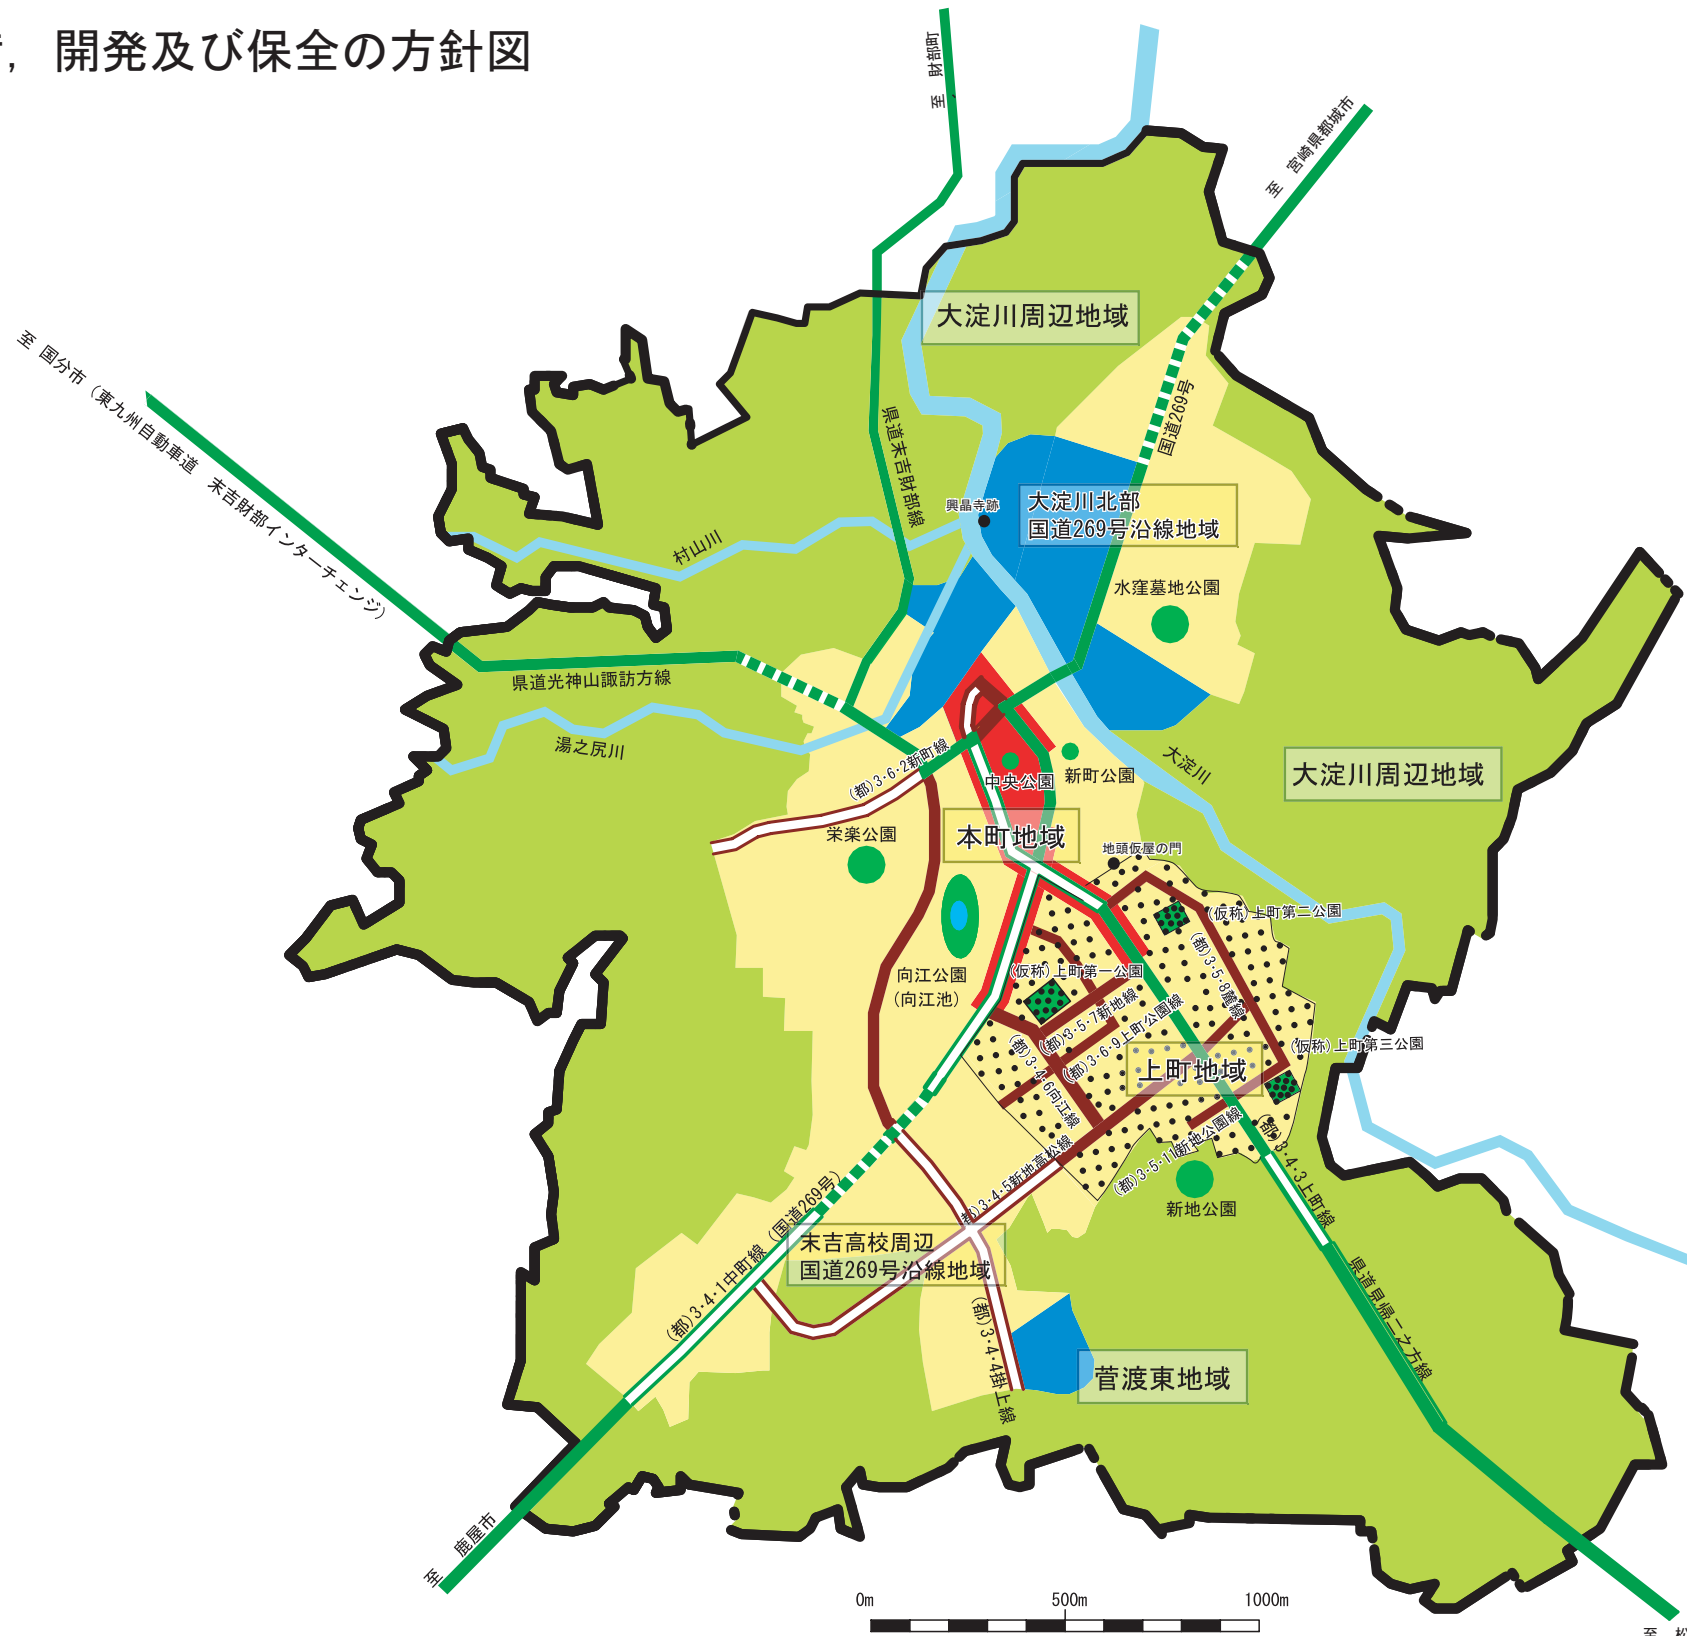 ，開発及び保全の方針図
至　財部町
至　宮崎県都城市
大淀川周辺地域
国道269号
至　国分市（東九州自動車道　末吉財部インターチェンジ）
県道末吉財部線
興昌寺跡
大淀川北部
国道269号沿線地域
村山川
水窪墓地公園
県道光神山諏訪方線
湯之尻川
(都)3・6・2新町線
中央公園
新町公園
大淀川
大淀川周辺地域
栄楽公園
本町地域
地頭仮屋の門
(仮称)上町第二公園
向江公園
(向江池)
(仮称)上町第一公園
(都)3・5・8麓線
(都)3・5・7新地線
(都)3・6・9上町公園線
(都)3・4・6向江線
(仮称)上町第三公園
上町地域
(都)3・4・5新地高松線
(都)3・5・11新地公園線
(都)3・4・3上町線
新地公園
(都)3・4・1中町線（国道269号）
末吉高校周辺
国道269号沿線地域
(都)3・4・4掛上線
県道見帰二之方線
菅渡東地域
至　鹿屋市
0m
500m
1000m
至　松